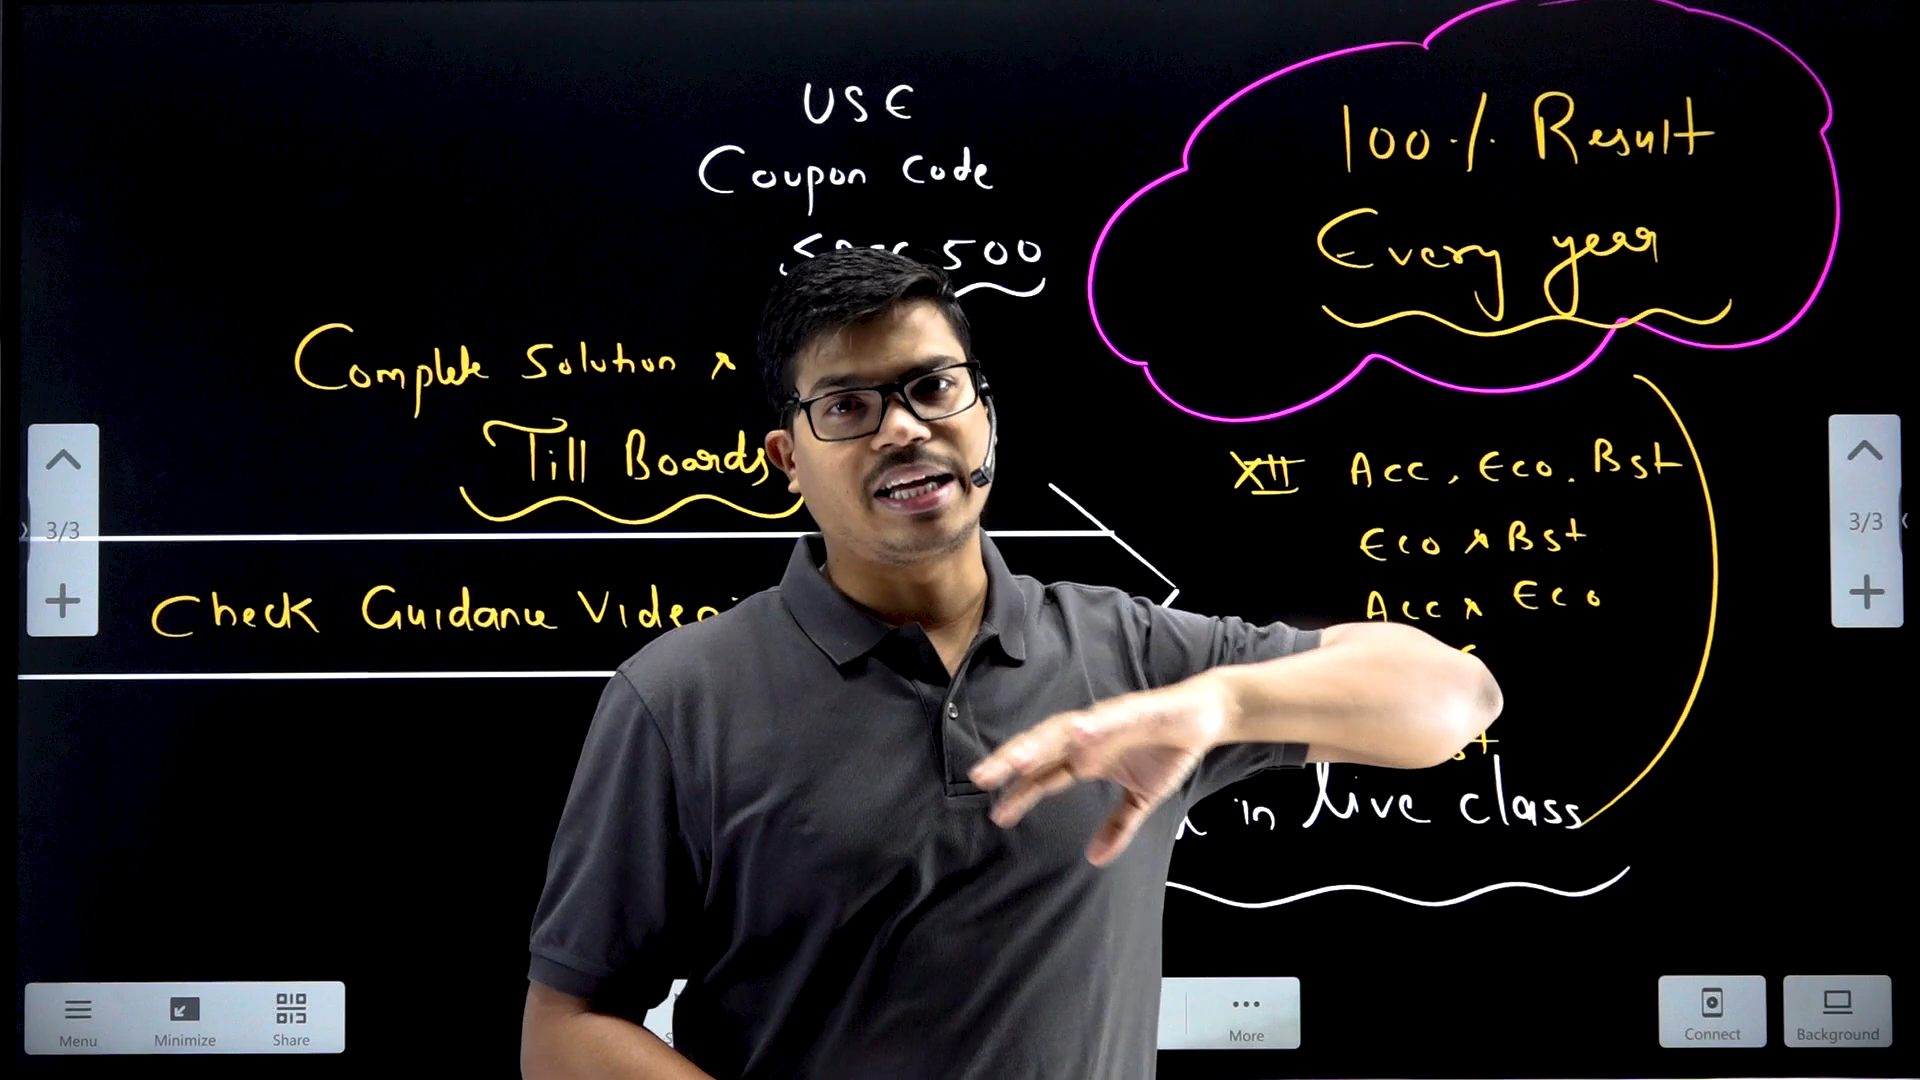 USE
Coupon Code
500
100 % Result
Every year
Complete Solution
Till Boards
XII Acc, Eco. Bst
Eco & Bst
Acc & Eco
Check Guidance
in live class
3/3
3/3
Menu
Minimize
Share
More
Connect
Background